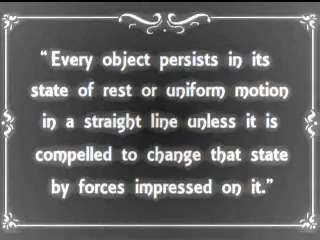 “Every object persists in its
state of rest or uniform motion
in a straight line unless it is
compelled to change that state
by forces impressed on it.”